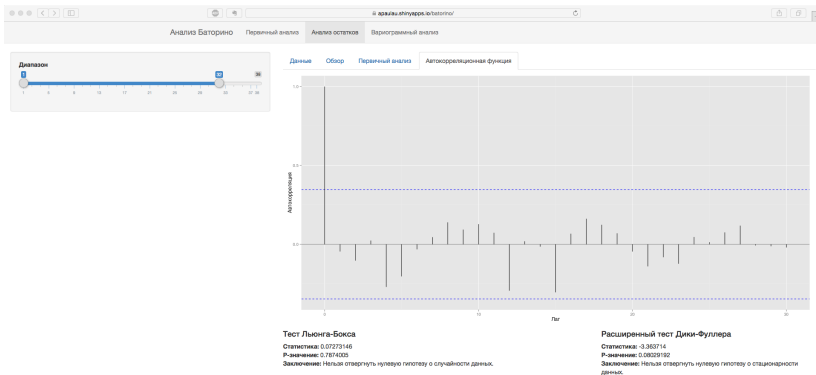 apaulau.shinyapps.io/batorino/
Анализ Баторино Первичный анализ Анализ остатков Вариограммный анализ
Диапазон
1 32 38
Данные Обзор Первичный анализ Автокорреляционная функция
1.0
0.5
0.0
Автокорреляция
Лаг
Тест Льюнга-Бокса
Статистика: 0.07273146
P-значение: 0.7874005
Заключение: Нельзя отвергнуть нулевую гипотезу о случайности данных.
Расширенный тест Дики-Фуллера
Статистика: -3.363714
P-значение: 0.08029192
Заключение: Нельзя отвергнуть нулевую гипотезу о стационарности
данных.